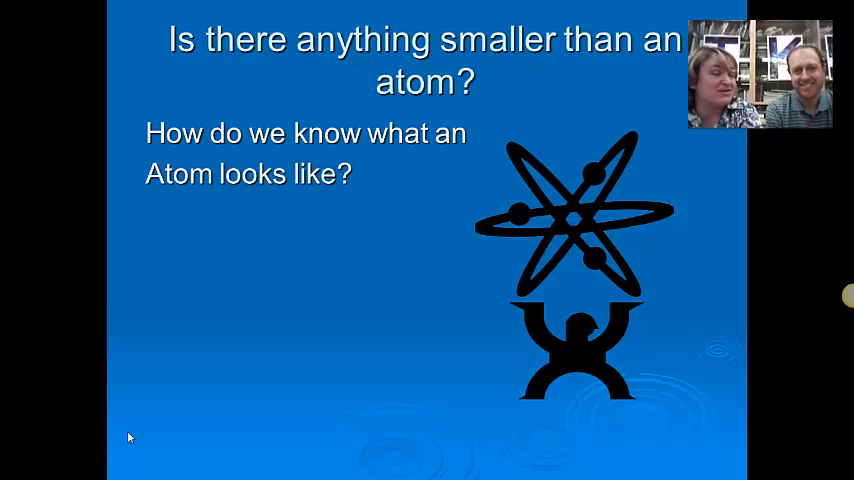 Is there anything smaller than an
atom?
How do we know what an
Atom looks like?